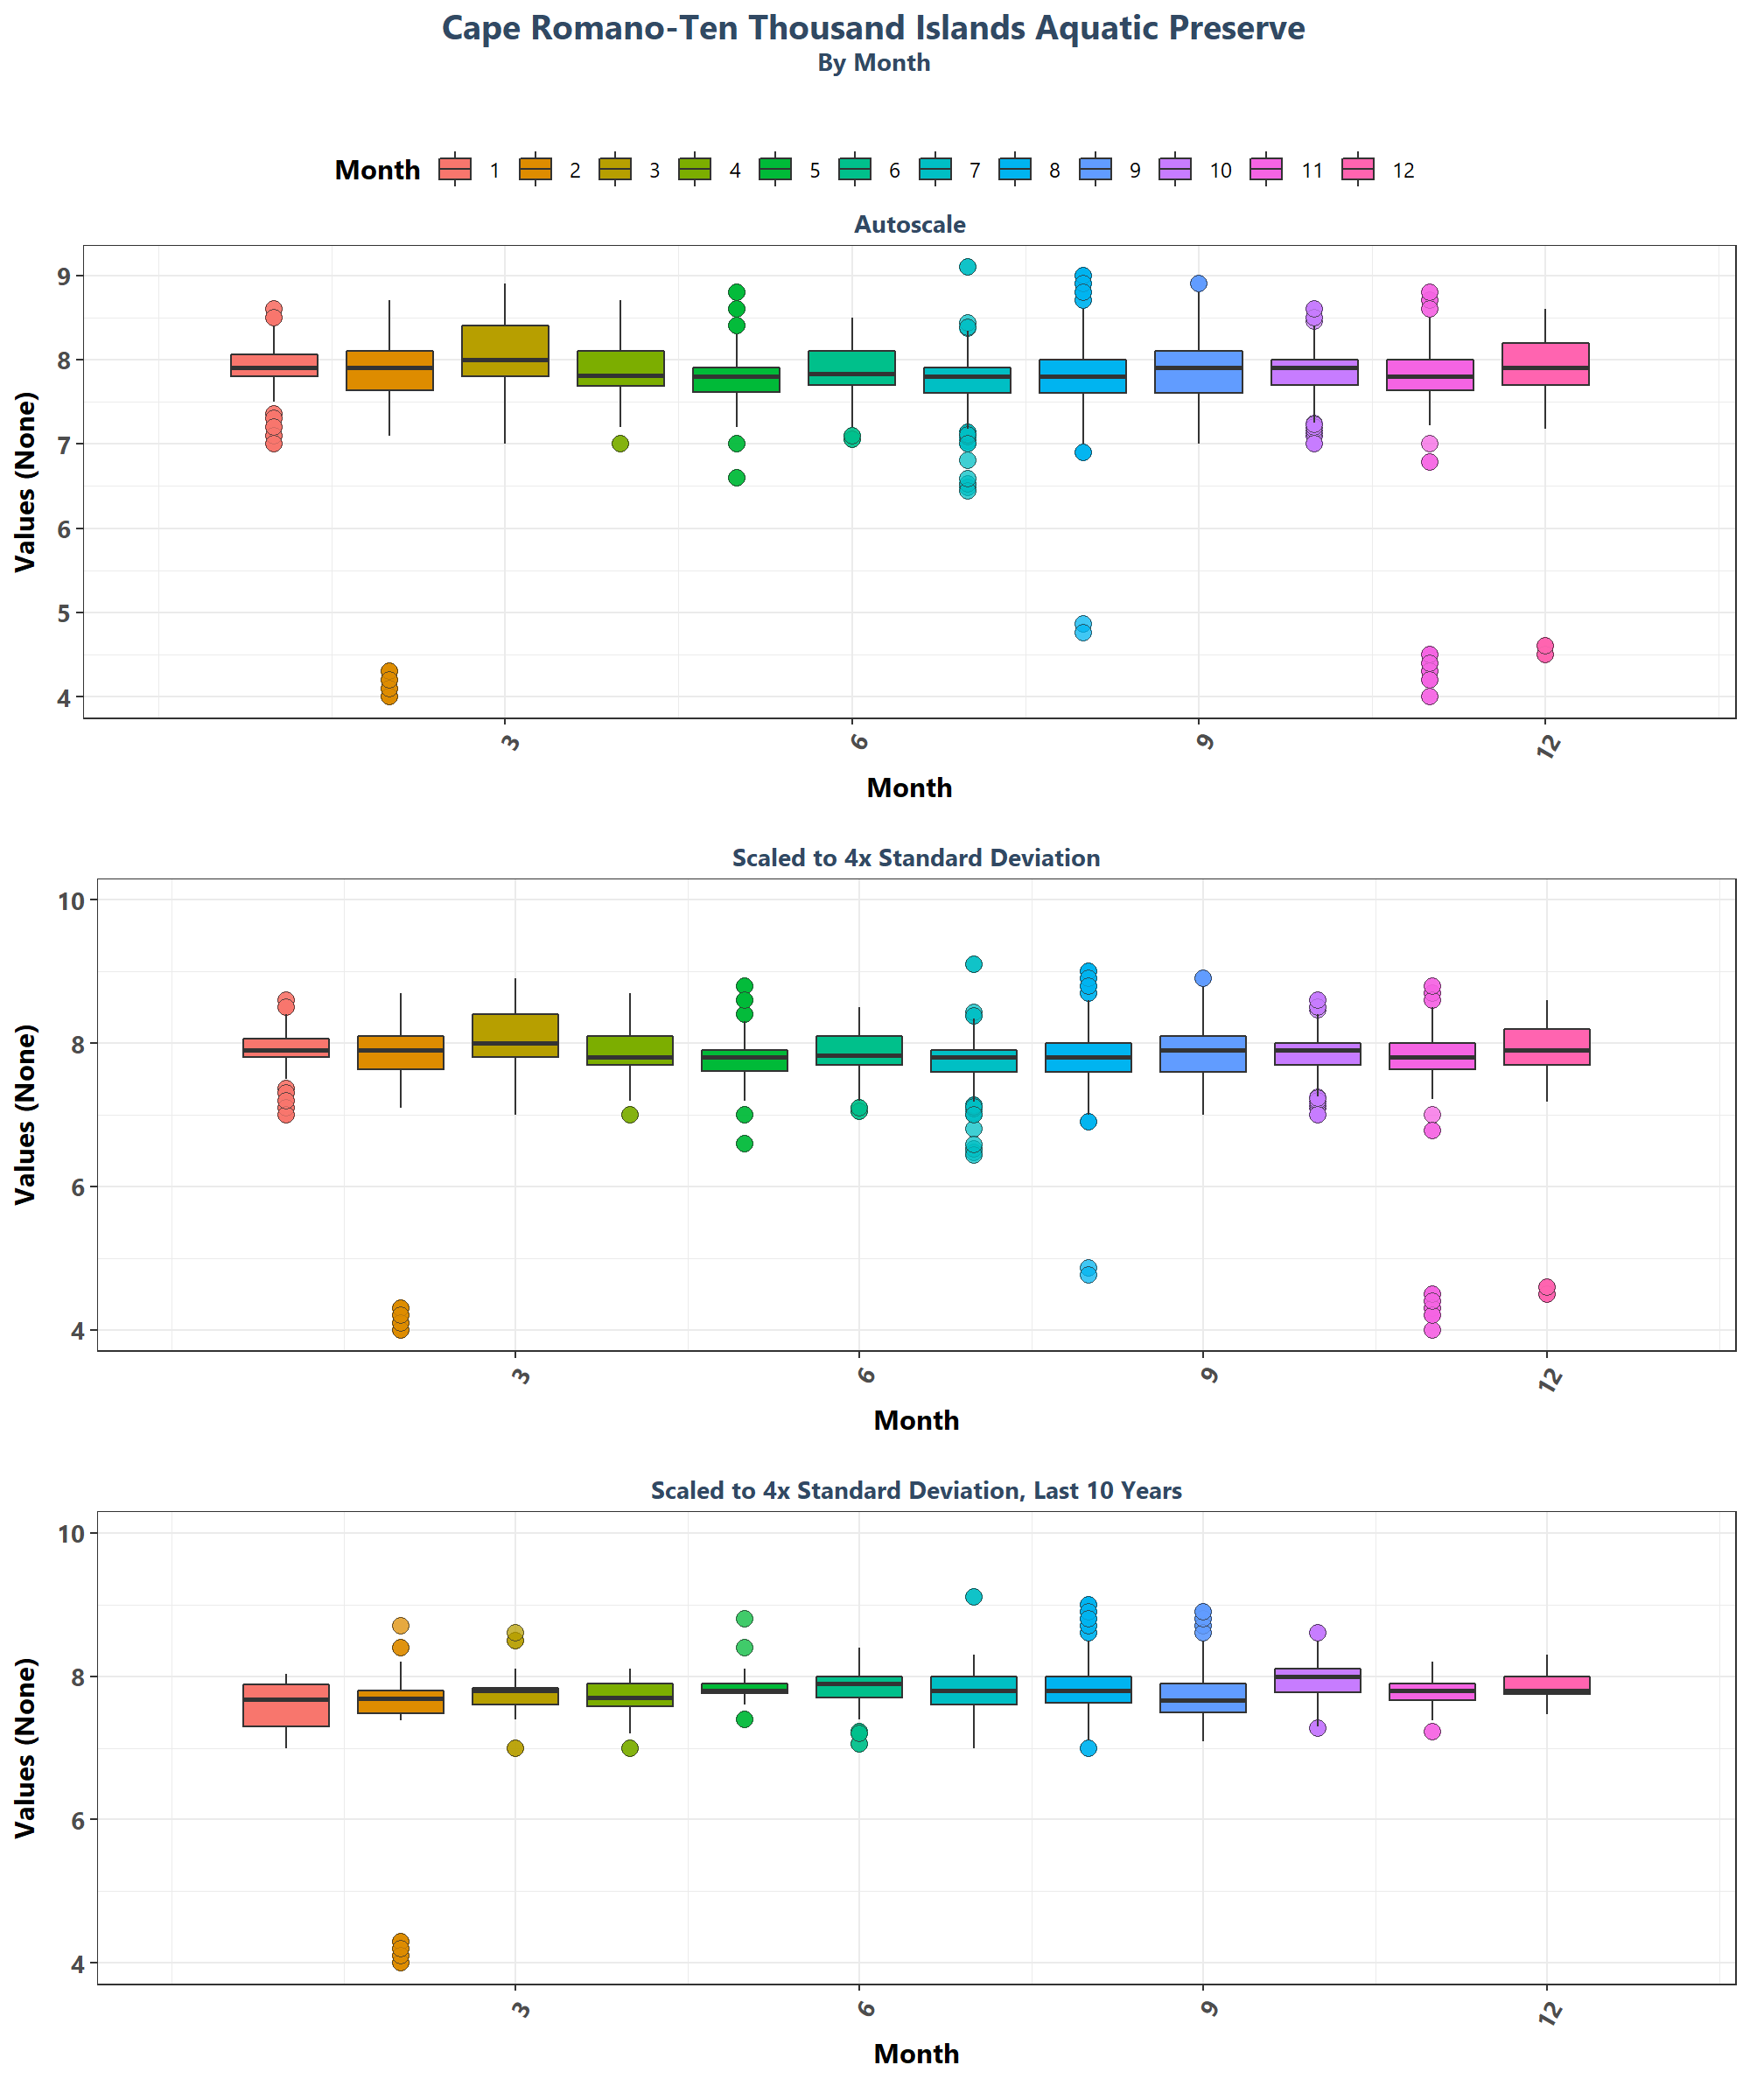 Cape Romano-Ten Thousand Islands Aquatic Preserve
By Month
Month 1 2 3 4 5 6 7 8 9 10 11 12
Autoscale
Values (None)
9
8
7
6
5
4
3 6 9 12
Month
Scaled to 4x Standard Deviation
Values (None)
10
8
6
4
3 6 9 12
Month
Scaled to 4x Standard Deviation, Last 10 Years
Values (None)
10
8
6
4
3 6 9 12
Month